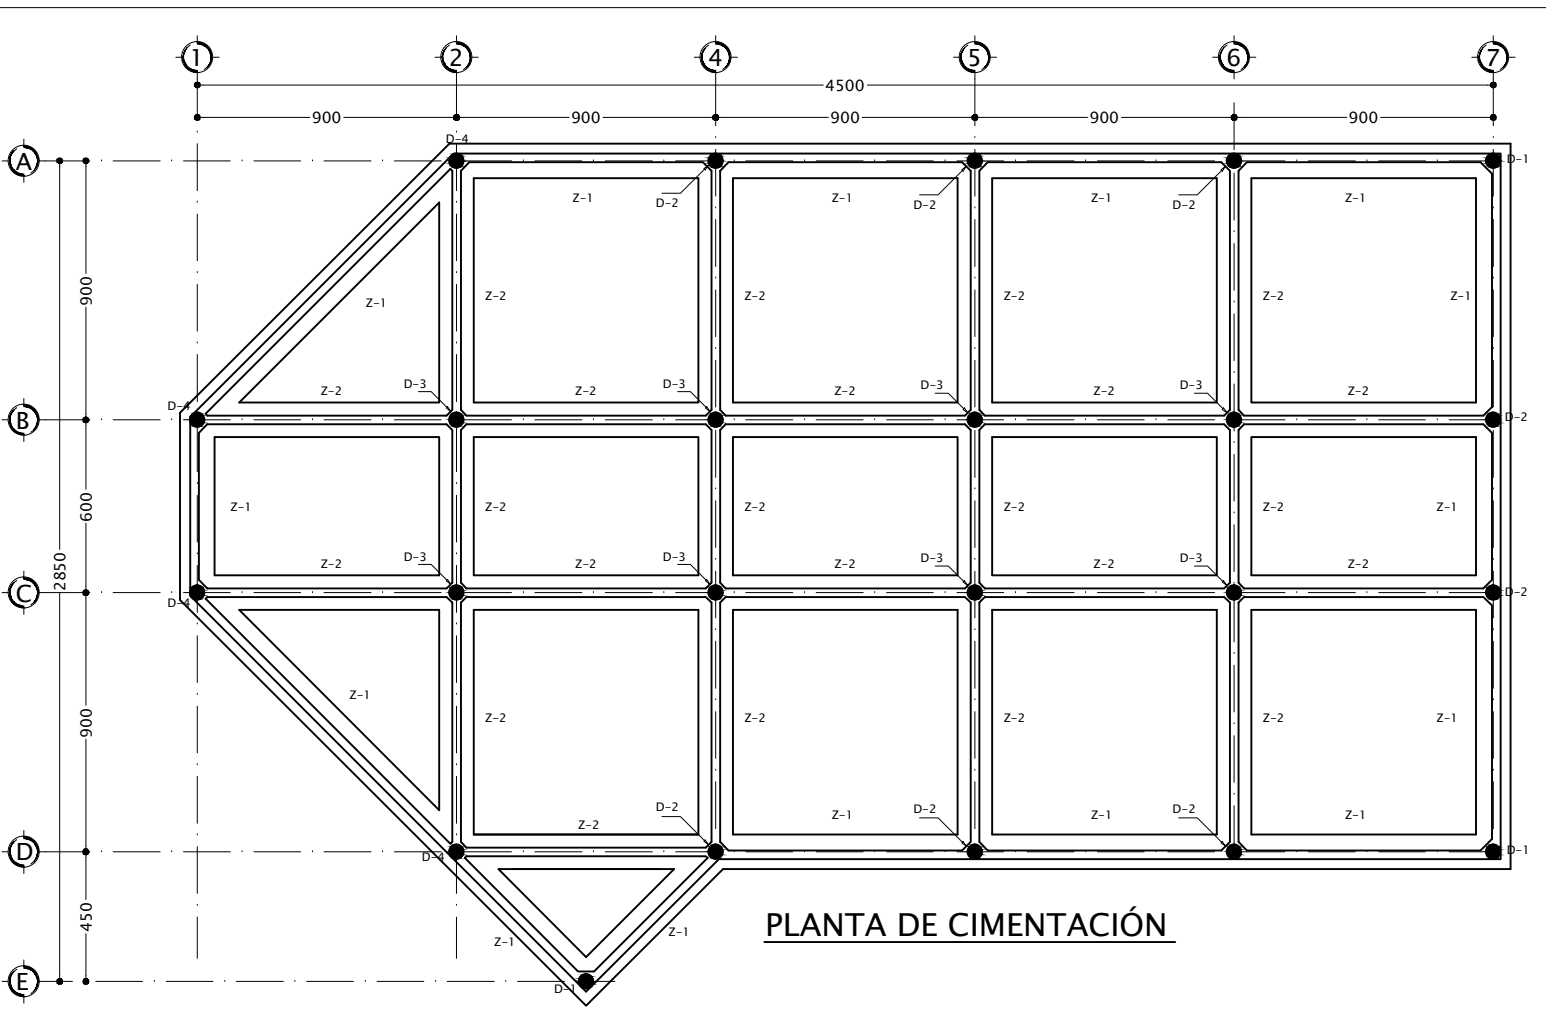 1 2 4 5 6 7
4500
900 900 900 900 900
D-4
A D-1
D-2 D-2 D-2
Z-1 Z-1 Z-1 Z-1
900
Z-1 Z-2 Z-2 Z-2 Z-2 Z-1
D-3 D-3 D-3 D-3
Z-2 Z-2 Z-2 Z-2 Z-2
D-4
B D-2
600
Z-1 Z-2 Z-2 Z-2 Z-2 Z-1
2850
D-3 D-3 D-3 D-3
Z-2 Z-2 Z-2 Z-2 Z-2
C D-2
D-4
900
Z-1 Z-2 Z-2 Z-2 Z-2 Z-1
D-2 D-2 D-2
Z-2 Z-1 Z-1 Z-1
D D-4 D-1
450
Z-1 Z-1
PLANTA DE CIMENTACIÓN
E D-1